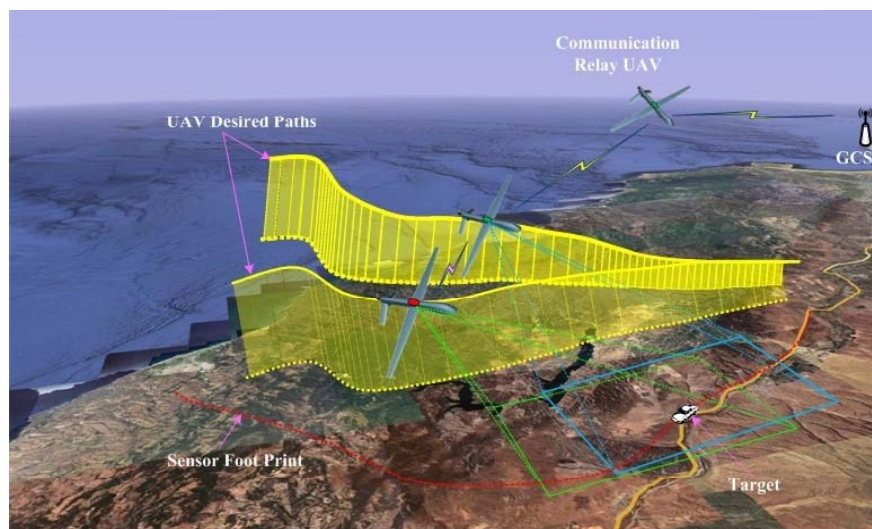 Communication
Relay UAV
UAV Desired Paths
GCS
Sensor Foot Print
Target